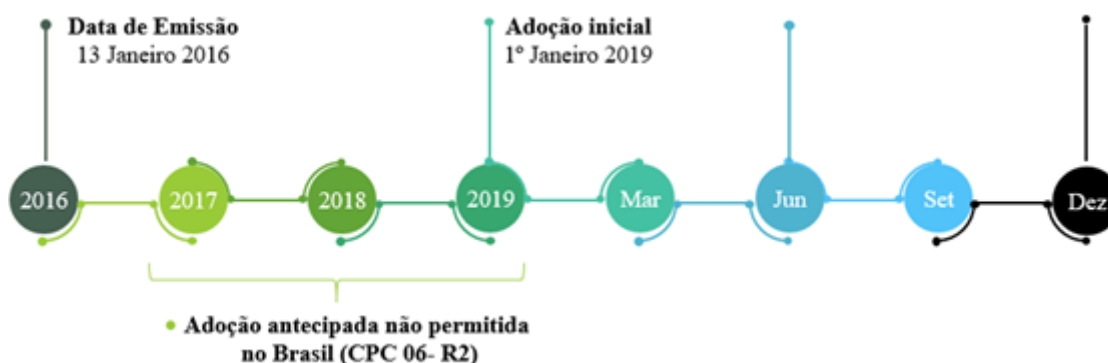 Data de Emissão
13 Janeiro 2016
Adoção inicial
1º Janeiro 2019
2016
2017
2018
2019
Mar
Jun
Set
Dez
Adoção antecipada não permitida
no Brasil (CPC 06- R2)